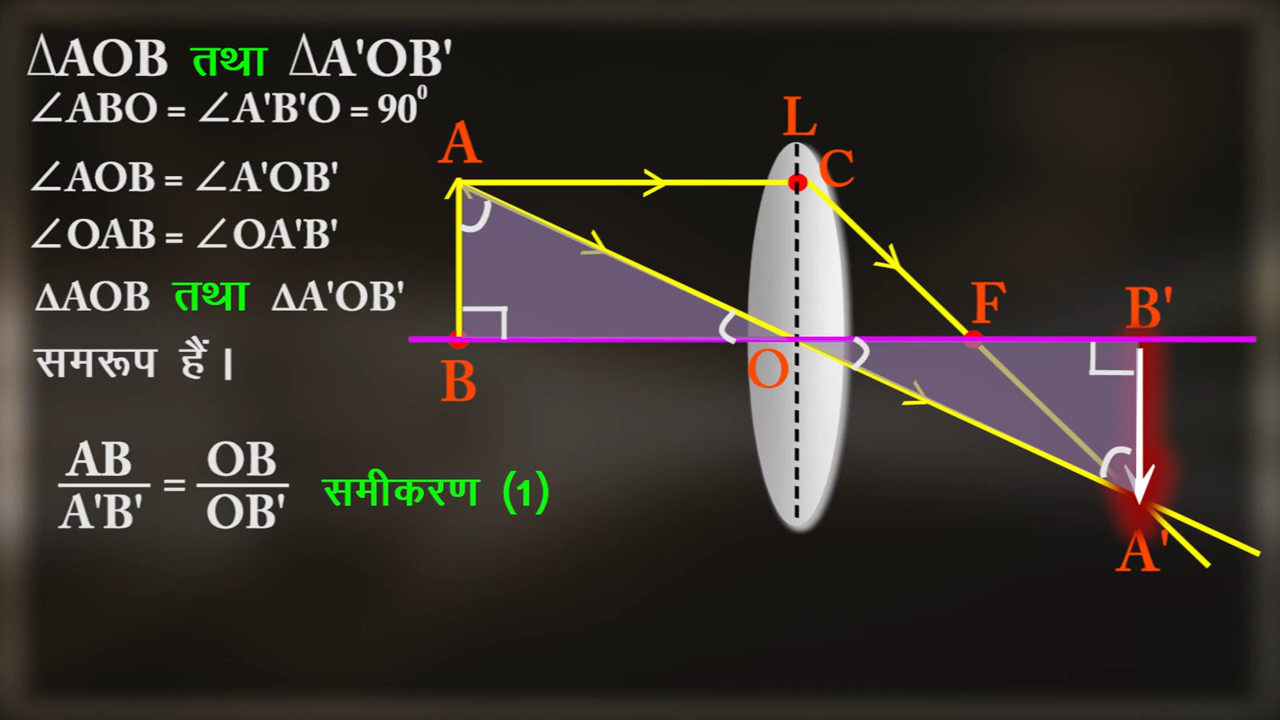 ΔAOB तथा ΔA'OB'
∠ABO = ∠A'B'O = 90⁰
∠AOB = ∠A'OB'
∠OAB = ∠OA'B'
ΔAOB तथा ΔA'OB'
समरूप हैं ।
AB/A'B' = OB/OB' समीकरण (1)
L
A
C
F
B'
B
O
A'